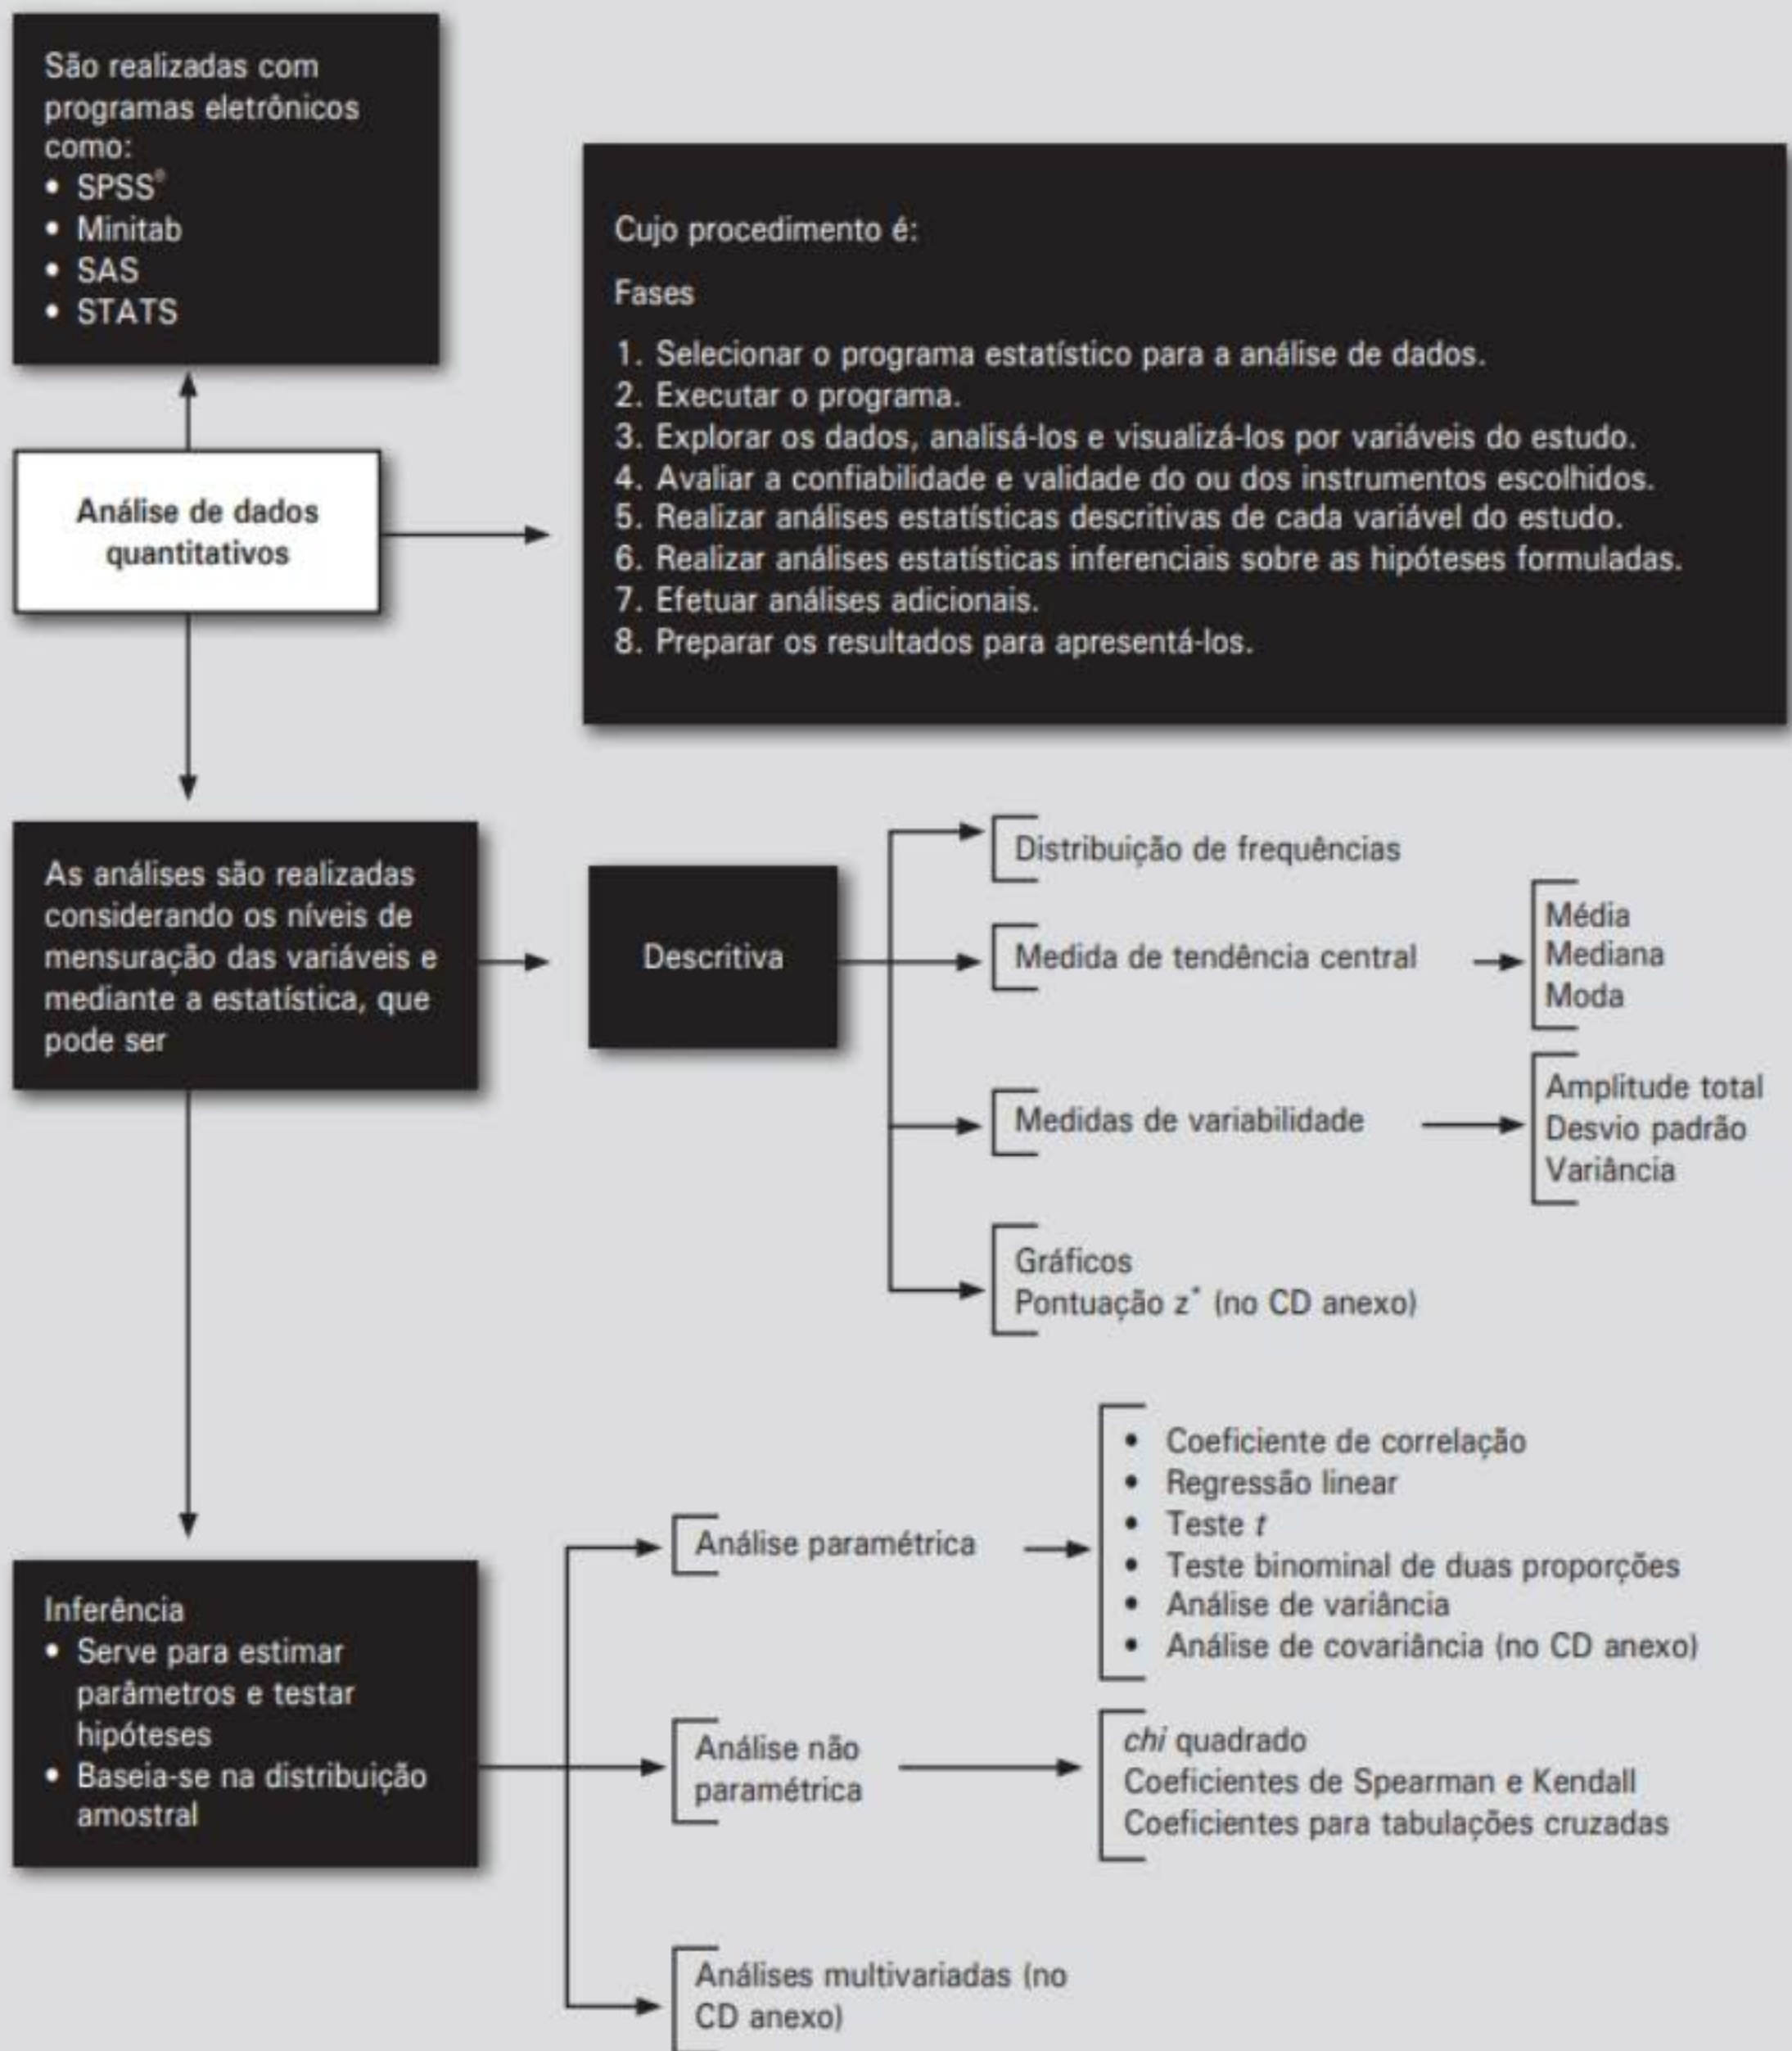 São realizadas com
programas eletrônicos
como:
• SPSS®
• Minitab
• SAS
• STATS
Cujo procedimento é:
Fases
1. Selecionar o programa estatístico para a análise de dados.
2. Executar o programa.
3. Explorar os dados, analisá-los e visualizá-los por variáveis do estudo.
4. Avaliar a confiabilidade e validade do ou dos instrumentos escolhidos.
5. Realizar análises estatísticas descritivas de cada variável do estudo.
6. Realizar análises estatísticas inferenciais sobre as hipóteses formuladas.
7. Efetuar análises adicionais.
8. Preparar os resultados para apresentá-los.
Análise de dados
quantitativos
As análises são realizadas
considerando os níveis de
mensuração das variáveis e
mediante a estatística, que
pode ser
Descritiva
Distribuição de frequências
Medida de tendência central
Média
Mediana
Moda
Medidas de variabilidade
Amplitude total
Desvio padrão
Variância
Gráficos
Pontuação z* (no CD anexo)
Inferência
• Serve para estimar
parâmetros e testar
hipóteses
• Baseia-se na distribuição
amostral
Análise paramétrica
• Coeficiente de correlação
• Regressão linear
• Teste t
• Teste binominal de duas proporções
• Análise de variância
• Análise de covariância (no CD anexo)
Análise não
paramétrica
chi quadrado
Coeficientes de Spearman e Kendall
Coeficientes para tabulações cruzadas
Análises multivariadas (no
CD anexo)